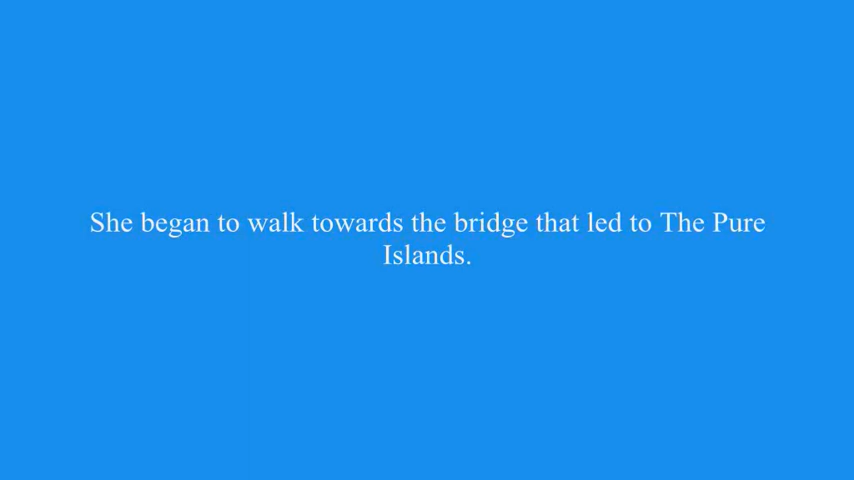 She began to walk towards the bridge that led to The Pure
Islands.